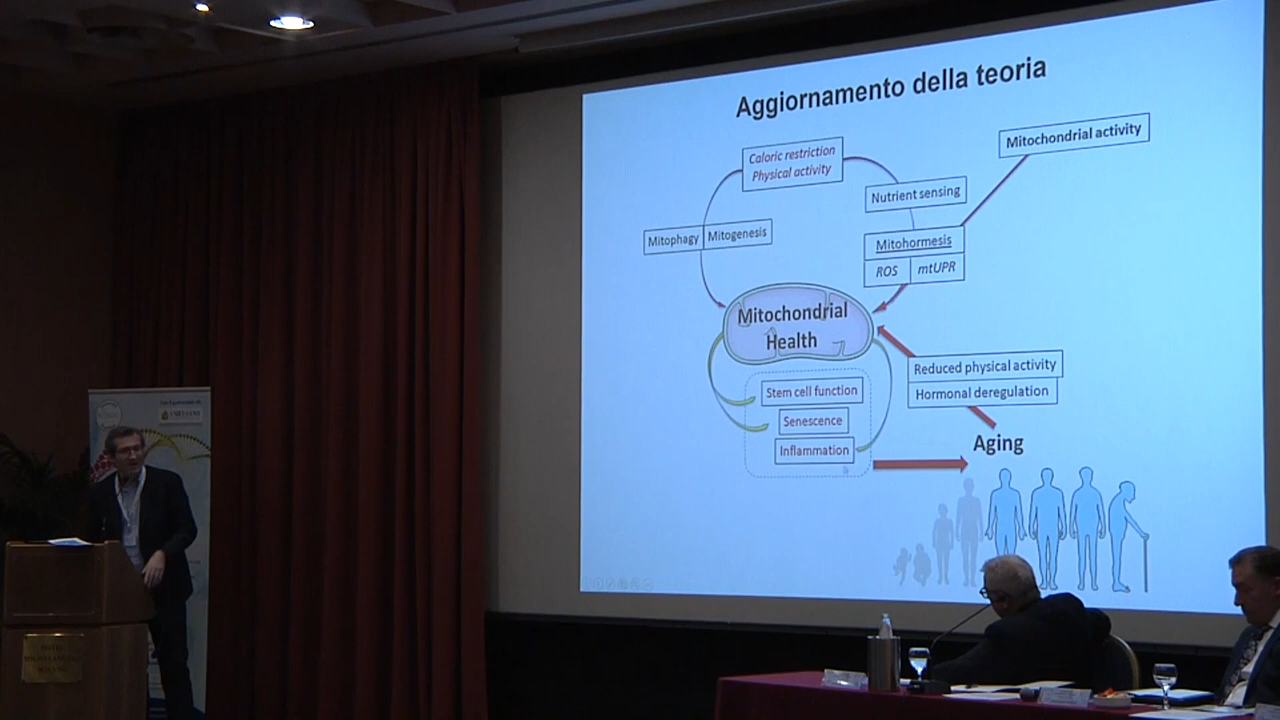 Aggiornamento della teoria
Caloric restriction
Physical activity
Mitochondrial activity
Nutrient sensing
Mitophagy
Mitogenesis
Mitohormesis
ROS
mtUPR
Mitochondrial
Health
Reduced physical activity
Hormonal deregulation
Stem cell function
Senescence
Inflammation
Aging
HOTEL